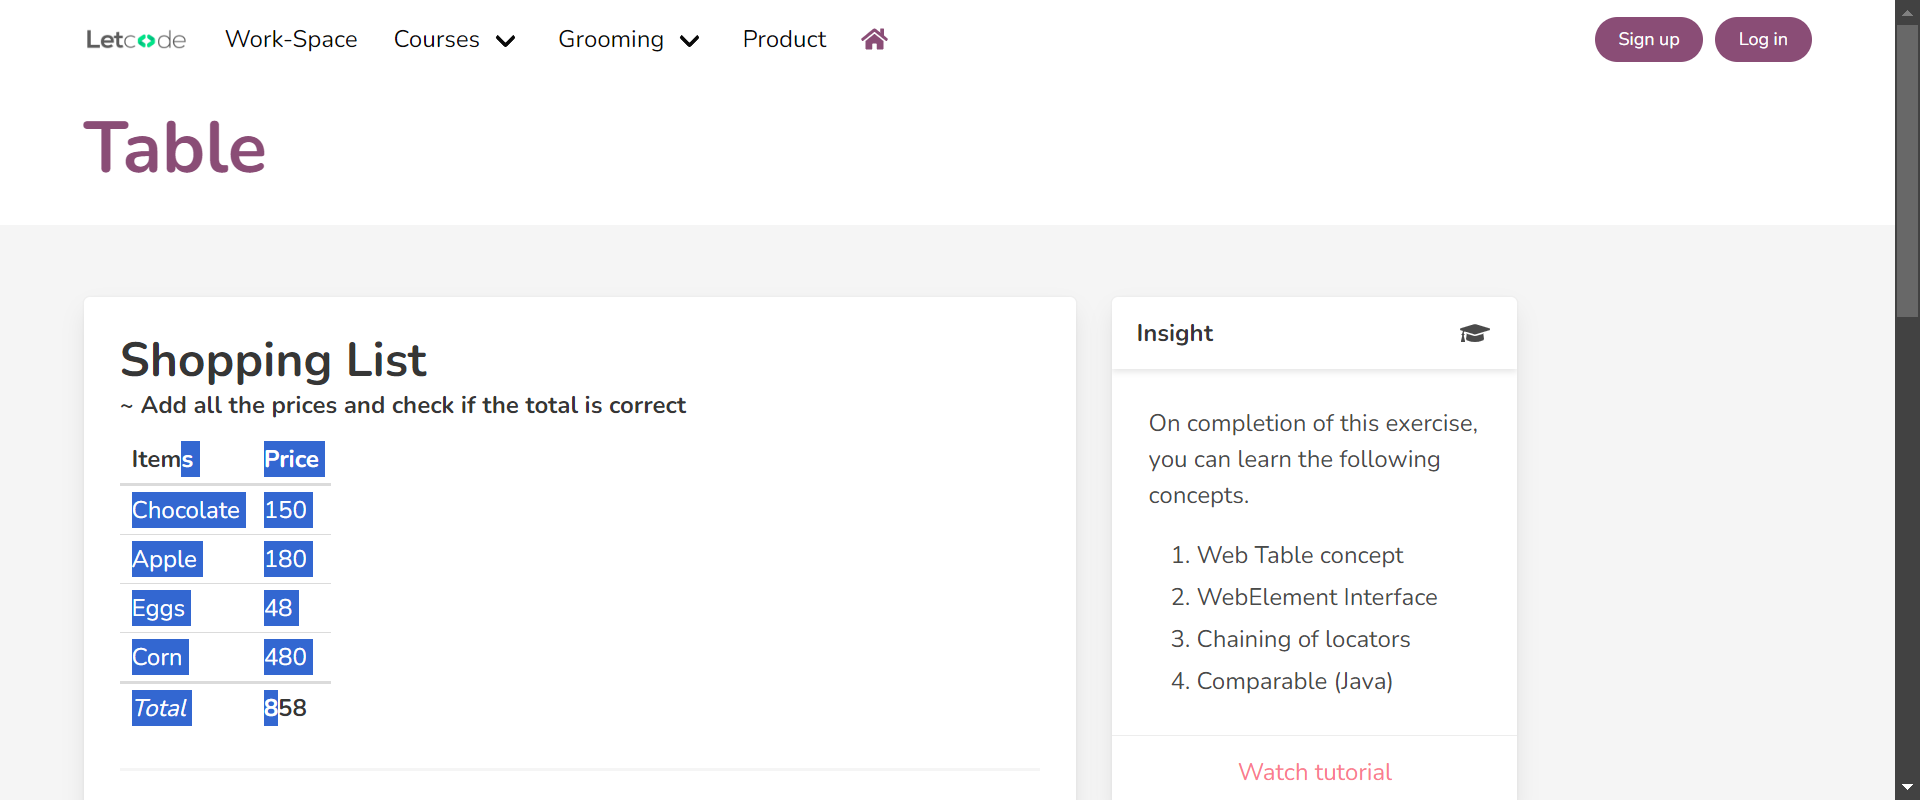 Letcode Work-Space Courses Grooming Product Sign up Log in
Table
Shopping List
~ Add all the prices and check if the total is correct
Items Price
Chocolate 150
Apple 180
Eggs 48
Corn 480
Total 858
Insight
On completion of this exercise,
you can learn the following
concepts.
1. Web Table concept
2. WebElement Interface
3. Chaining of locators
4. Comparable (Java)
Watch tutorial